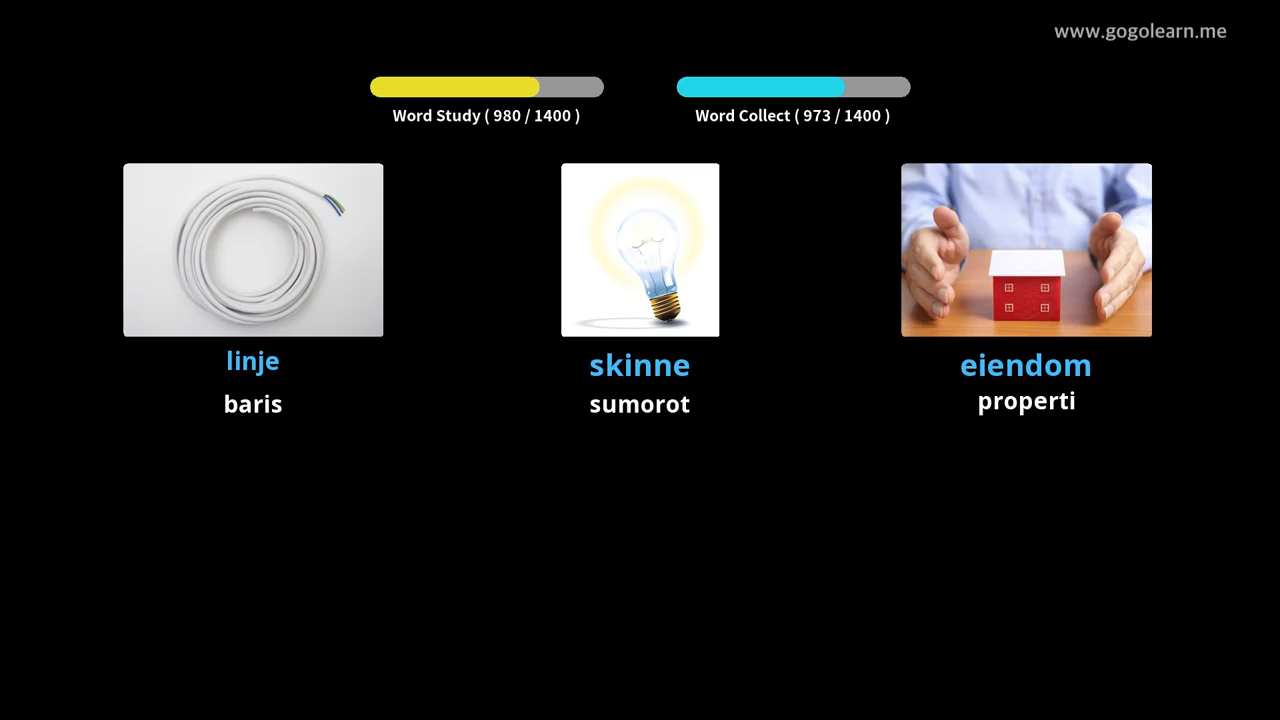 www.gogolearn.me
Word Study ( 980 / 1400 )
Word Collect ( 973 / 1400 )
linje
skinne
eiendom
baris
sumorot
properti